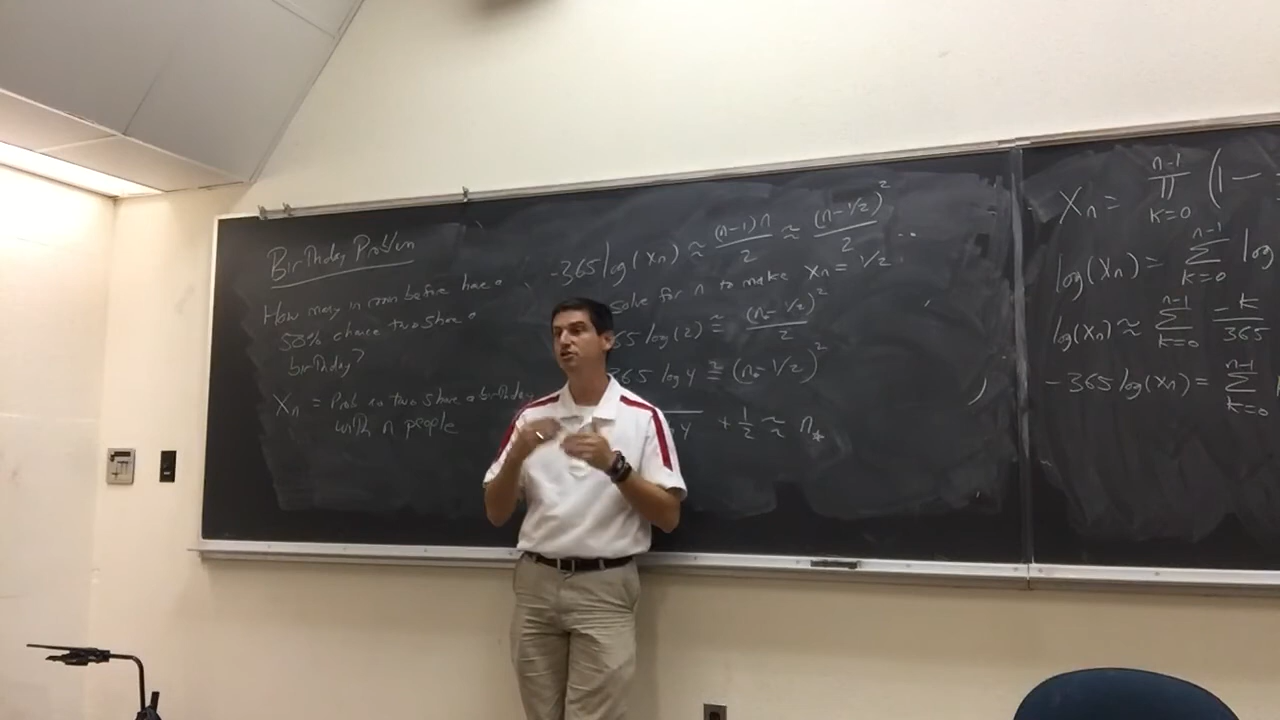 Birthday Problem
How many in room before have a
50% chance two share a
birthday?
Xn = Prob no two share a birthday
with n people
-365 log(Xn) ≈ (n-1)n/2 ≈ (n-1/2)²/2 ...
solve for n to make Xn = 1/2
65 log(2) ≈ (n* - 1/2)²/2
365 log 4 ≈ (n* - 1/2)²
4 + 1/2 ≈ n*
Xn = ∏_{k=0}^{n-1} (1 -
log(Xn) = ∑_{k=0}^{n-1} log
log(Xn) ≈ ∑_{k=0}^{n-1} -k/365
-365 log(Xn) = ∑_{k=0}^{n-1}